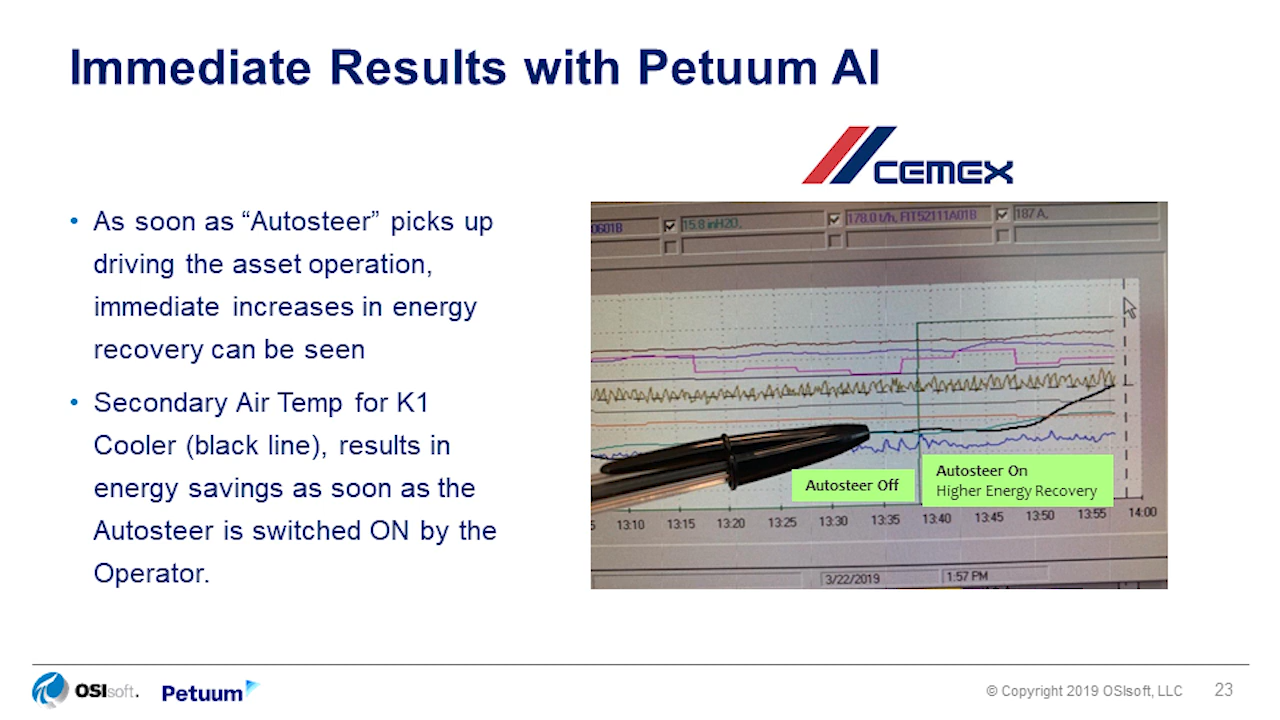 Immediate Results with Petuum AI
CEMEX
• As soon as “Autosteer” picks up
driving the asset operation,
immediate increases in energy
recovery can be seen
• Secondary Air Temp for K1
Cooler (black line), results in
energy savings as soon as the
Autosteer is switched ON by the
Operator.
0601B 15.8 inH2O, 178.0 t/h, FIT52111A01B 187 A,
Autosteer Off
Autosteer On
Higher Energy Recovery
5 13:10 13:15 13:20 13:25 13:30 13:35 13:40 13:45 13:50 13:55 14:00
3/22/2019 1:57 PM
OSIsoft. Petuum
© Copyright 2019 OSIsoft, LLC 23